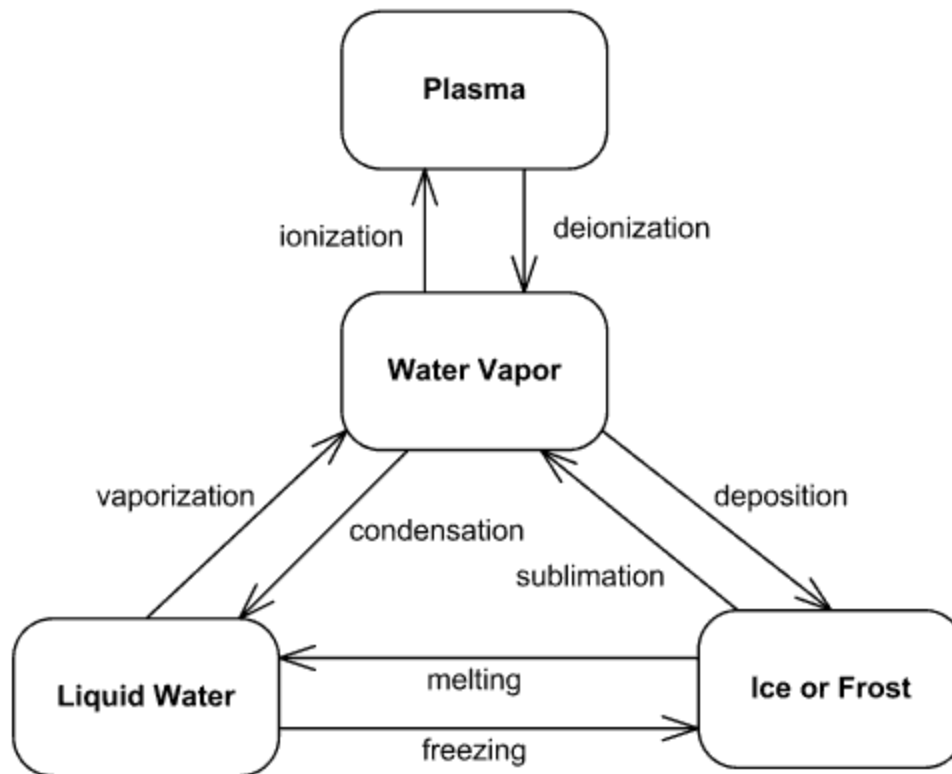 Plasma
ionization
deionization
Water Vapor
vaporization
condensation
deposition
sublimation
Liquid Water
melting
Ice or Frost
freezing